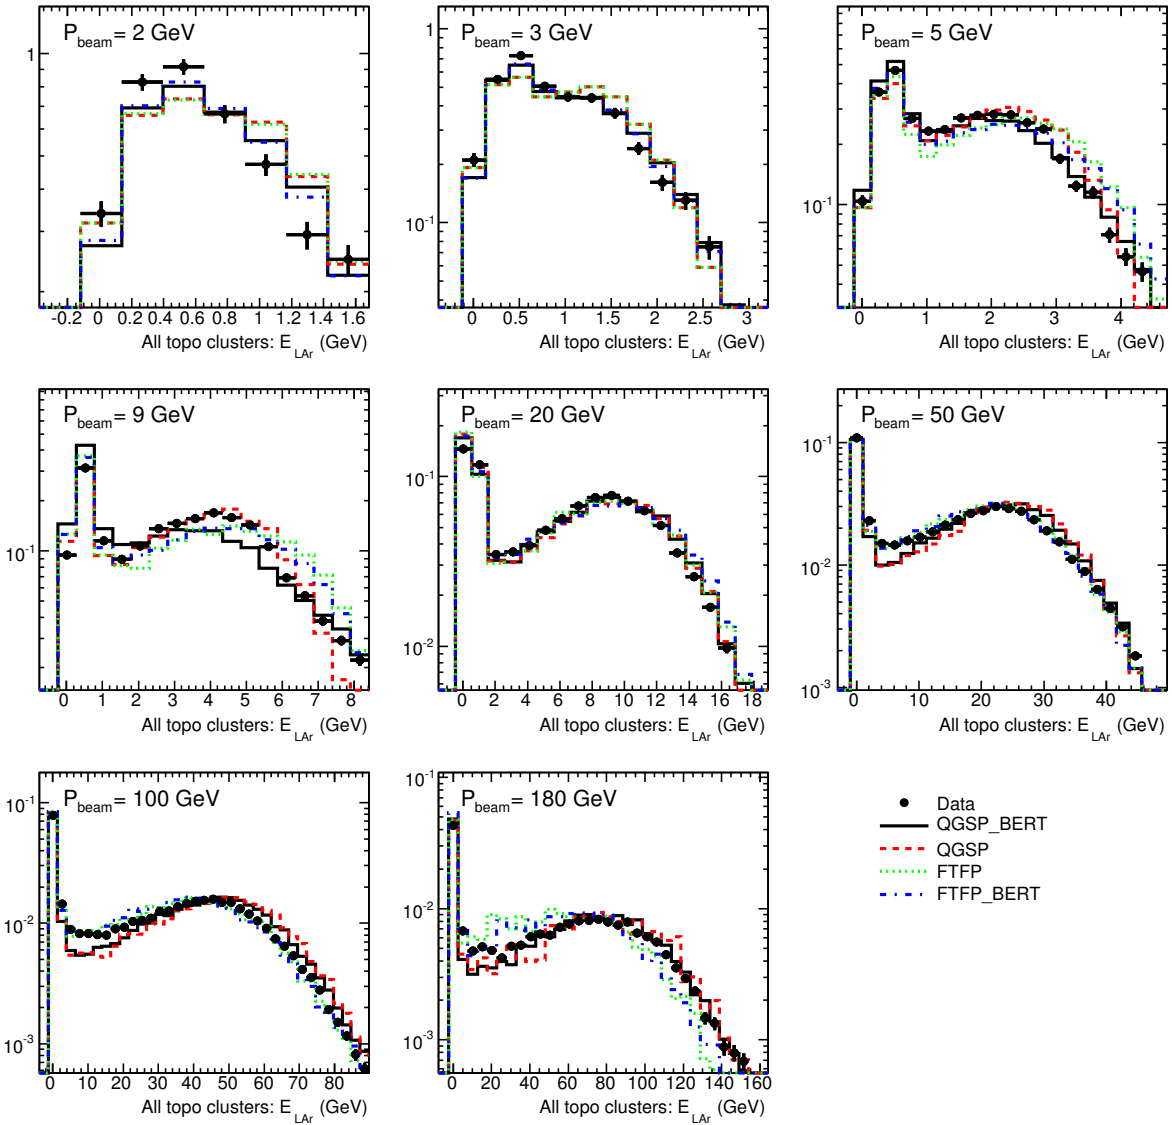 P_beam = 2 GeV
1
-0.2 0 0.2 0.4 0.6 0.8 1 1.2 1.4 1.6
All topo clusters: E_LAr (GeV)
P_beam = 3 GeV
1
10^-1
0 0.5 1 1.5 2 2.5 3
All topo clusters: E_LAr (GeV)
P_beam = 5 GeV
10^-1
0 1 2 3 4
All topo clusters: E_LAr (GeV)
P_beam = 9 GeV
10^-1
0 1 2 3 4 5 6 7 8
All topo clusters: E_LAr (GeV)
P_beam = 20 GeV
10^-1
10^-2
0 2 4 6 8 10 12 14 16 18
All topo clusters: E_LAr (GeV)
P_beam = 50 GeV
10^-1
10^-2
10^-3
0 10 20 30 40
All topo clusters: E_LAr (GeV)
P_beam = 100 GeV
10^-1
10^-2
10^-3
0 10 20 30 40 50 60 70 80
All topo clusters: E_LAr (GeV)
P_beam = 180 GeV
10^-1
10^-2
10^-3
0 20 40 60 80 100 120 140 160
All topo clusters: E_LAr (GeV)
Data
QGSP_BERT
QGSP
FTFP
FTFP_BERT